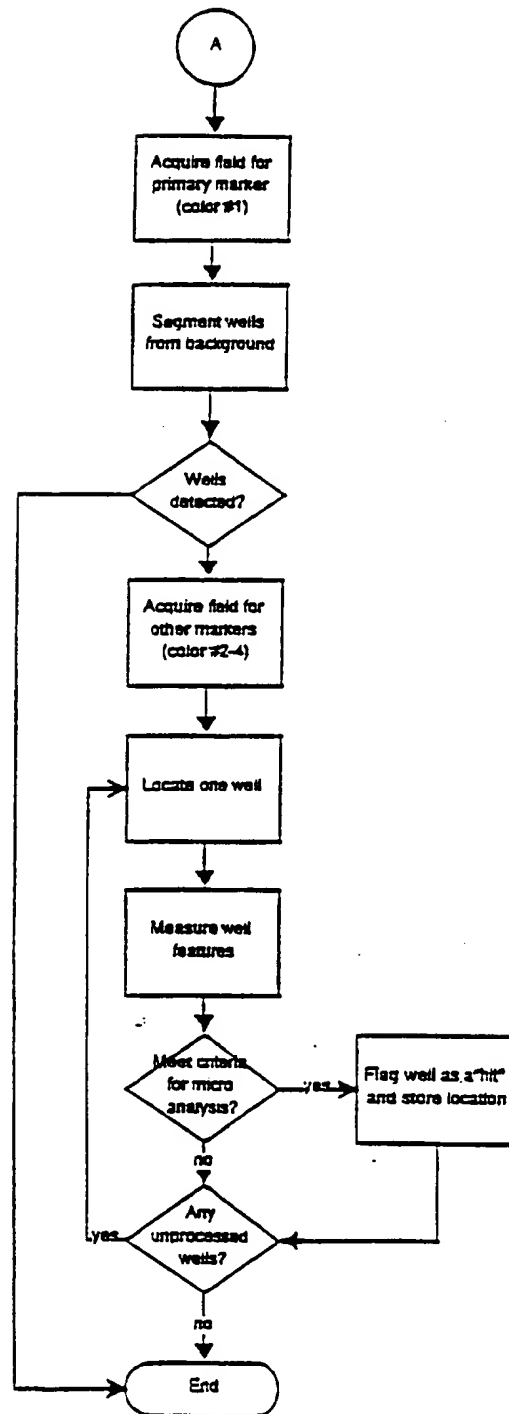 A
Acquire field for
primary marker
(color #1)
Segment wells
from background
Wells
detected?
Acquire field for
other markers
(color #2-4)
Locate one well
Measure well
features
Meet criteria
for micro
analysis?
yes
Flag well as a "hit"
and store location
no
Any
unprocessed
wells?
yes
no
End